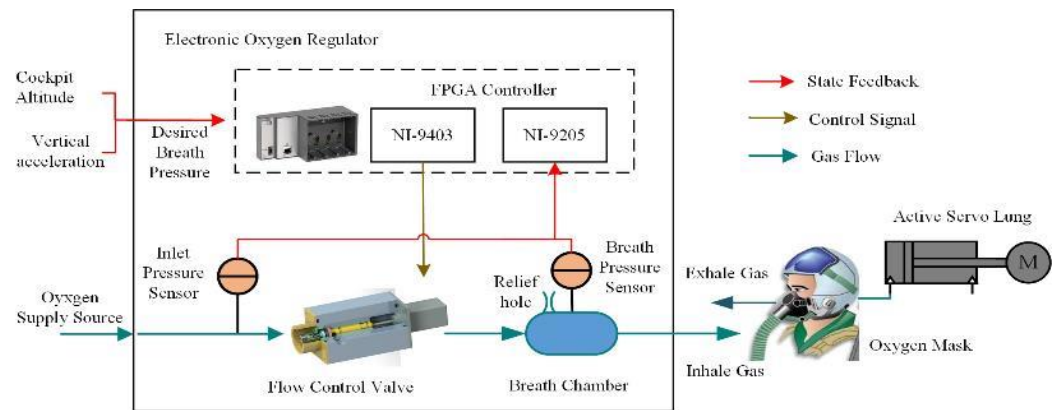 Electronic Oxygen Regulator
Cockpit
Altitude
Vertical
acceleration
Desired
Breath
Pressure
FPGA Controller
NI-9403
NI-9205
State Feedback
Control Signal
Gas Flow
Inlet
Pressure
Sensor
Relief
hole
Breath
Pressure
Sensor
Active Servo Lung
M
Exhale Gas
Oyxgen
Supply Source
Flow Control Valve
Breath Chamber
Inhale Gas
Oxygen Mask